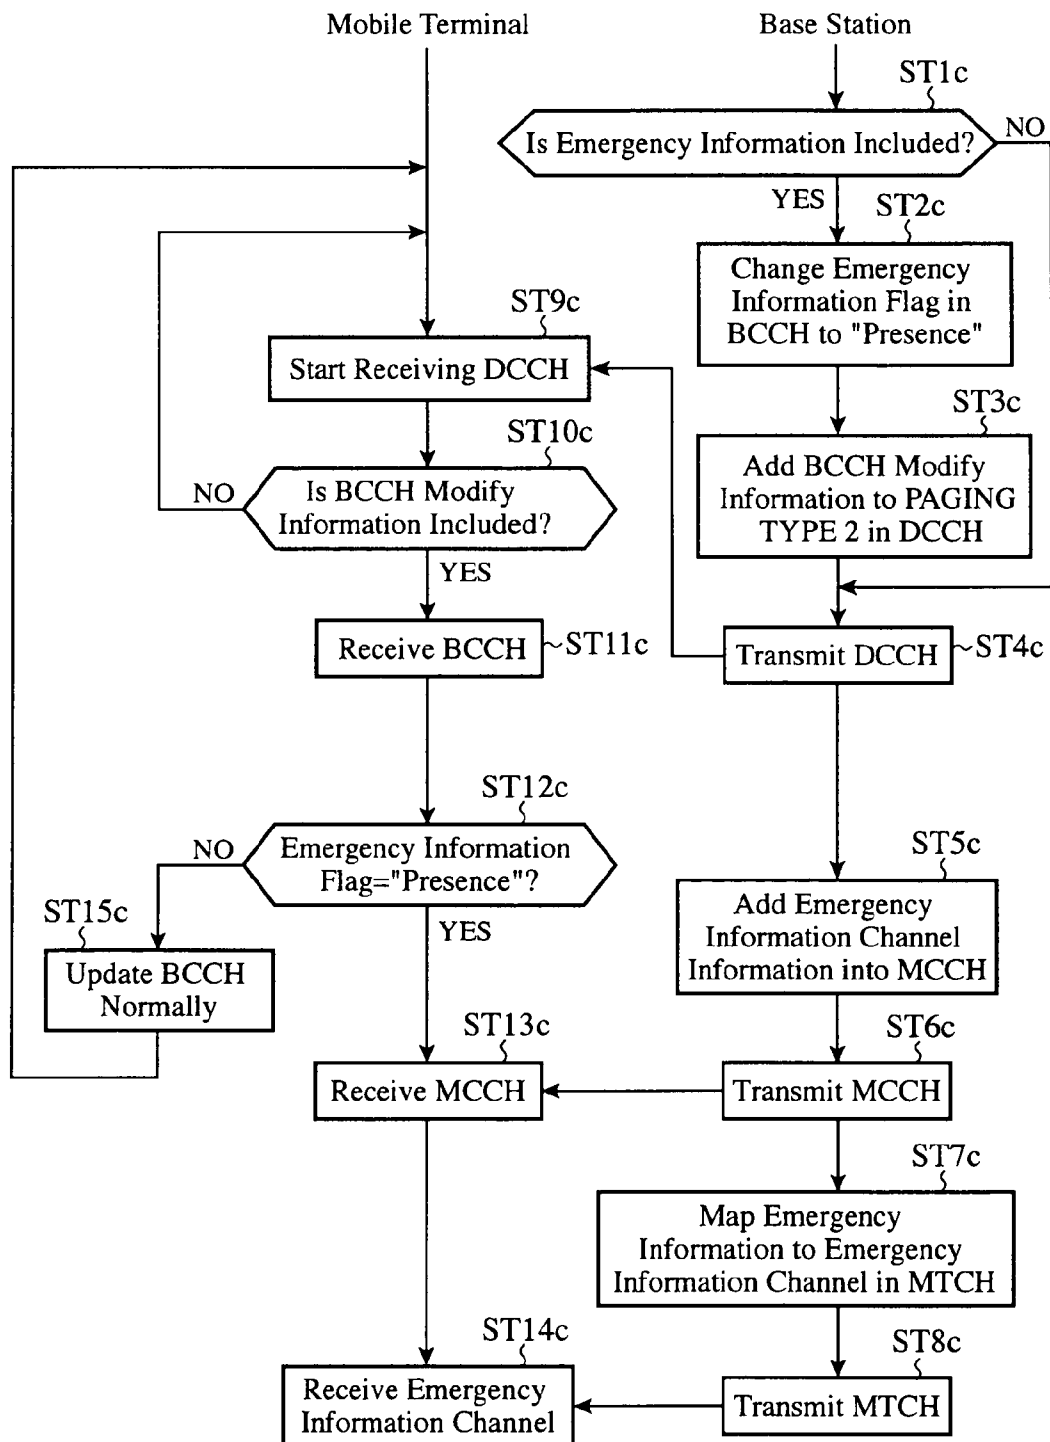 Mobile Terminal
Base Station
ST1c
Is Emergency Information Included?
NO
YES
ST2c
Change Emergency
Information Flag in
BCCH to "Presence"
ST9c
Start Receiving DCCH
ST3c
Add BCCH Modify
Information to PAGING
TYPE 2 in DCCH
ST10c
NO
Is BCCH Modify
Information Included?
YES
Receive BCCH
ST11c
Transmit DCCH
ST4c
ST12c
NO
Emergency Information
Flag="Presence"?
YES
ST15c
Update BCCH
Normally
ST5c
Add Emergency
Information Channel
Information into MCCH
ST13c
Receive MCCH
ST6c
Transmit MCCH
ST7c
Map Emergency
Information to Emergency
Information Channel in MTCH
ST14c
Receive Emergency
Information Channel
ST8c
Transmit MTCH